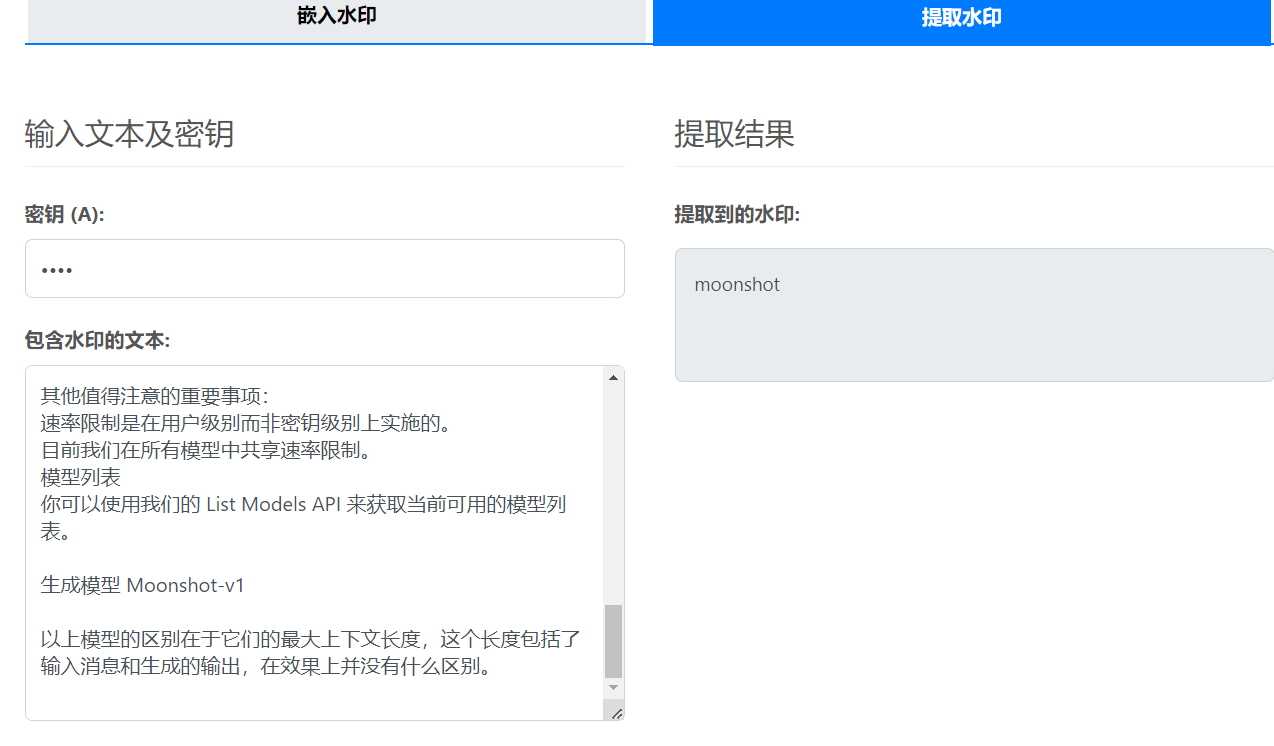 嵌入水印
提取水印
输入文本及密钥
密钥 (A):
••••
包含水印的文本:
其他值得注意的重要事项：
速率限制是在用户级别而非密钥级别上实施的。
目前我们在所有模型中共享速率限制。
模型列表
你可以使用我们的 List Models API 来获取当前可用的模型列
表。
生成模型 Moonshot-v1
以上模型的区别在于它们的最大上下文长度，这个长度包括了
输入消息和生成的输出，在效果上并没有什么区别。
提取结果
提取到的水印:
moonshot